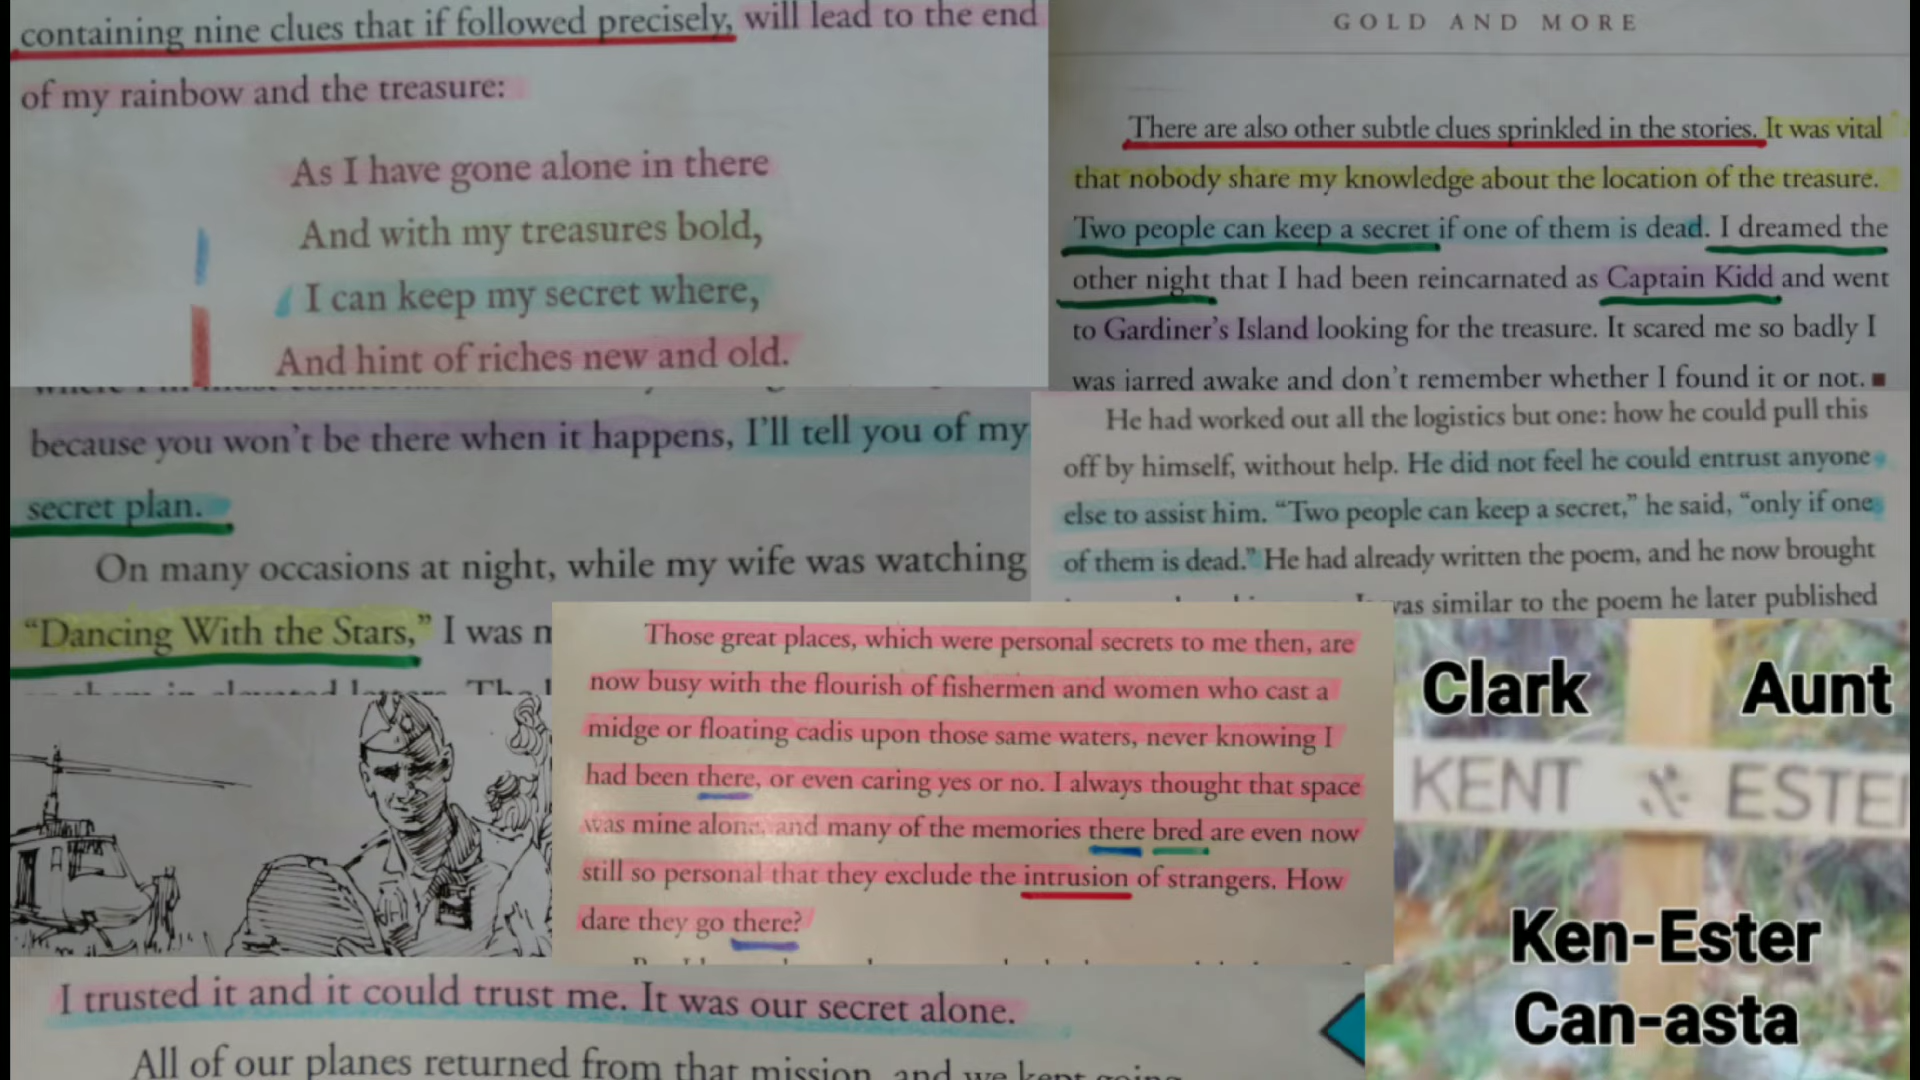 containing nine clues that if followed precisely, will lead to the end
of my rainbow and the treasure:
As I have gone alone in there
And with my treasures bold,
I can keep my secret where,
And hint of riches new and old.
GOLD AND MORE
There are also other subtle clues sprinkled in the stories. It was vital
that nobody share my knowledge about the location of the treasure.
Two people can keep a secret if one of them is dead. I dreamed the
other night that I had been reincarnated as Captain Kidd and went
to Gardiner's Island looking for the treasure. It scared me so badly I
was jarred awake and don't remember whether I found it or not.
because you won't be there when it happens, I'll tell you of my
secret plan.
On many occasions at night, while my wife was watching
“Dancing With the Stars,” I was
He had worked out all the logistics but one: how he could pull this
off by himself, without help. He did not feel he could entrust anyone
else to assist him. “Two people can keep a secret,” he said, “only if one
of them is dead.” He had already written the poem, and he now brought
was similar to the poem he later published
Those great places, which were personal secrets to me then, are
now busy with the flourish of fishermen and women who cast a
midge or floating cadis upon those same waters, never knowing I
had been there, or even caring yes or no. I always thought that space
was mine alone, and many of the memories there bred are even now
still so personal that they exclude the intrusion of strangers. How
dare they go there?
I trusted it and it could trust me. It was our secret alone.
All of our planes returned from that mission, and we kept going
Clark Aunt
KENT & ESTER
Ken-Ester
Can-asta